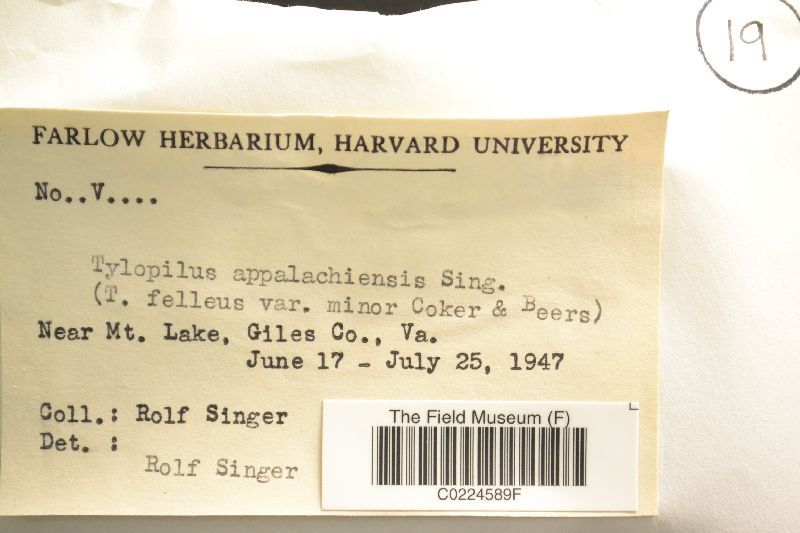 19
FARLOW HERBARIUM, HARVARD UNIVERSITY
No..V....
Tylopilus appalachiensis Sing.
(T. felleus var. minor Coker & Beers)
Near Mt. Lake, Giles Co., Va.
June 17 - July 25, 1947
Coll.: Rolf Singer
Det. :
Rolf Singer
The Field Museum (F)
C0224589F